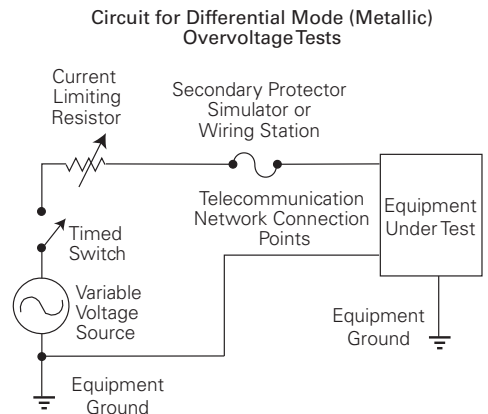 Circuit for Differential Mode (Metallic)
Overvoltage Tests
Current
Limiting
Resistor
Secondary Protector
Simulator or
Wiring Station
Telecommunication
Network Connection
Points
Equipment
Under Test
Timed
Switch
Variable
Voltage
Source
Equipment
Ground
Equipment
Ground